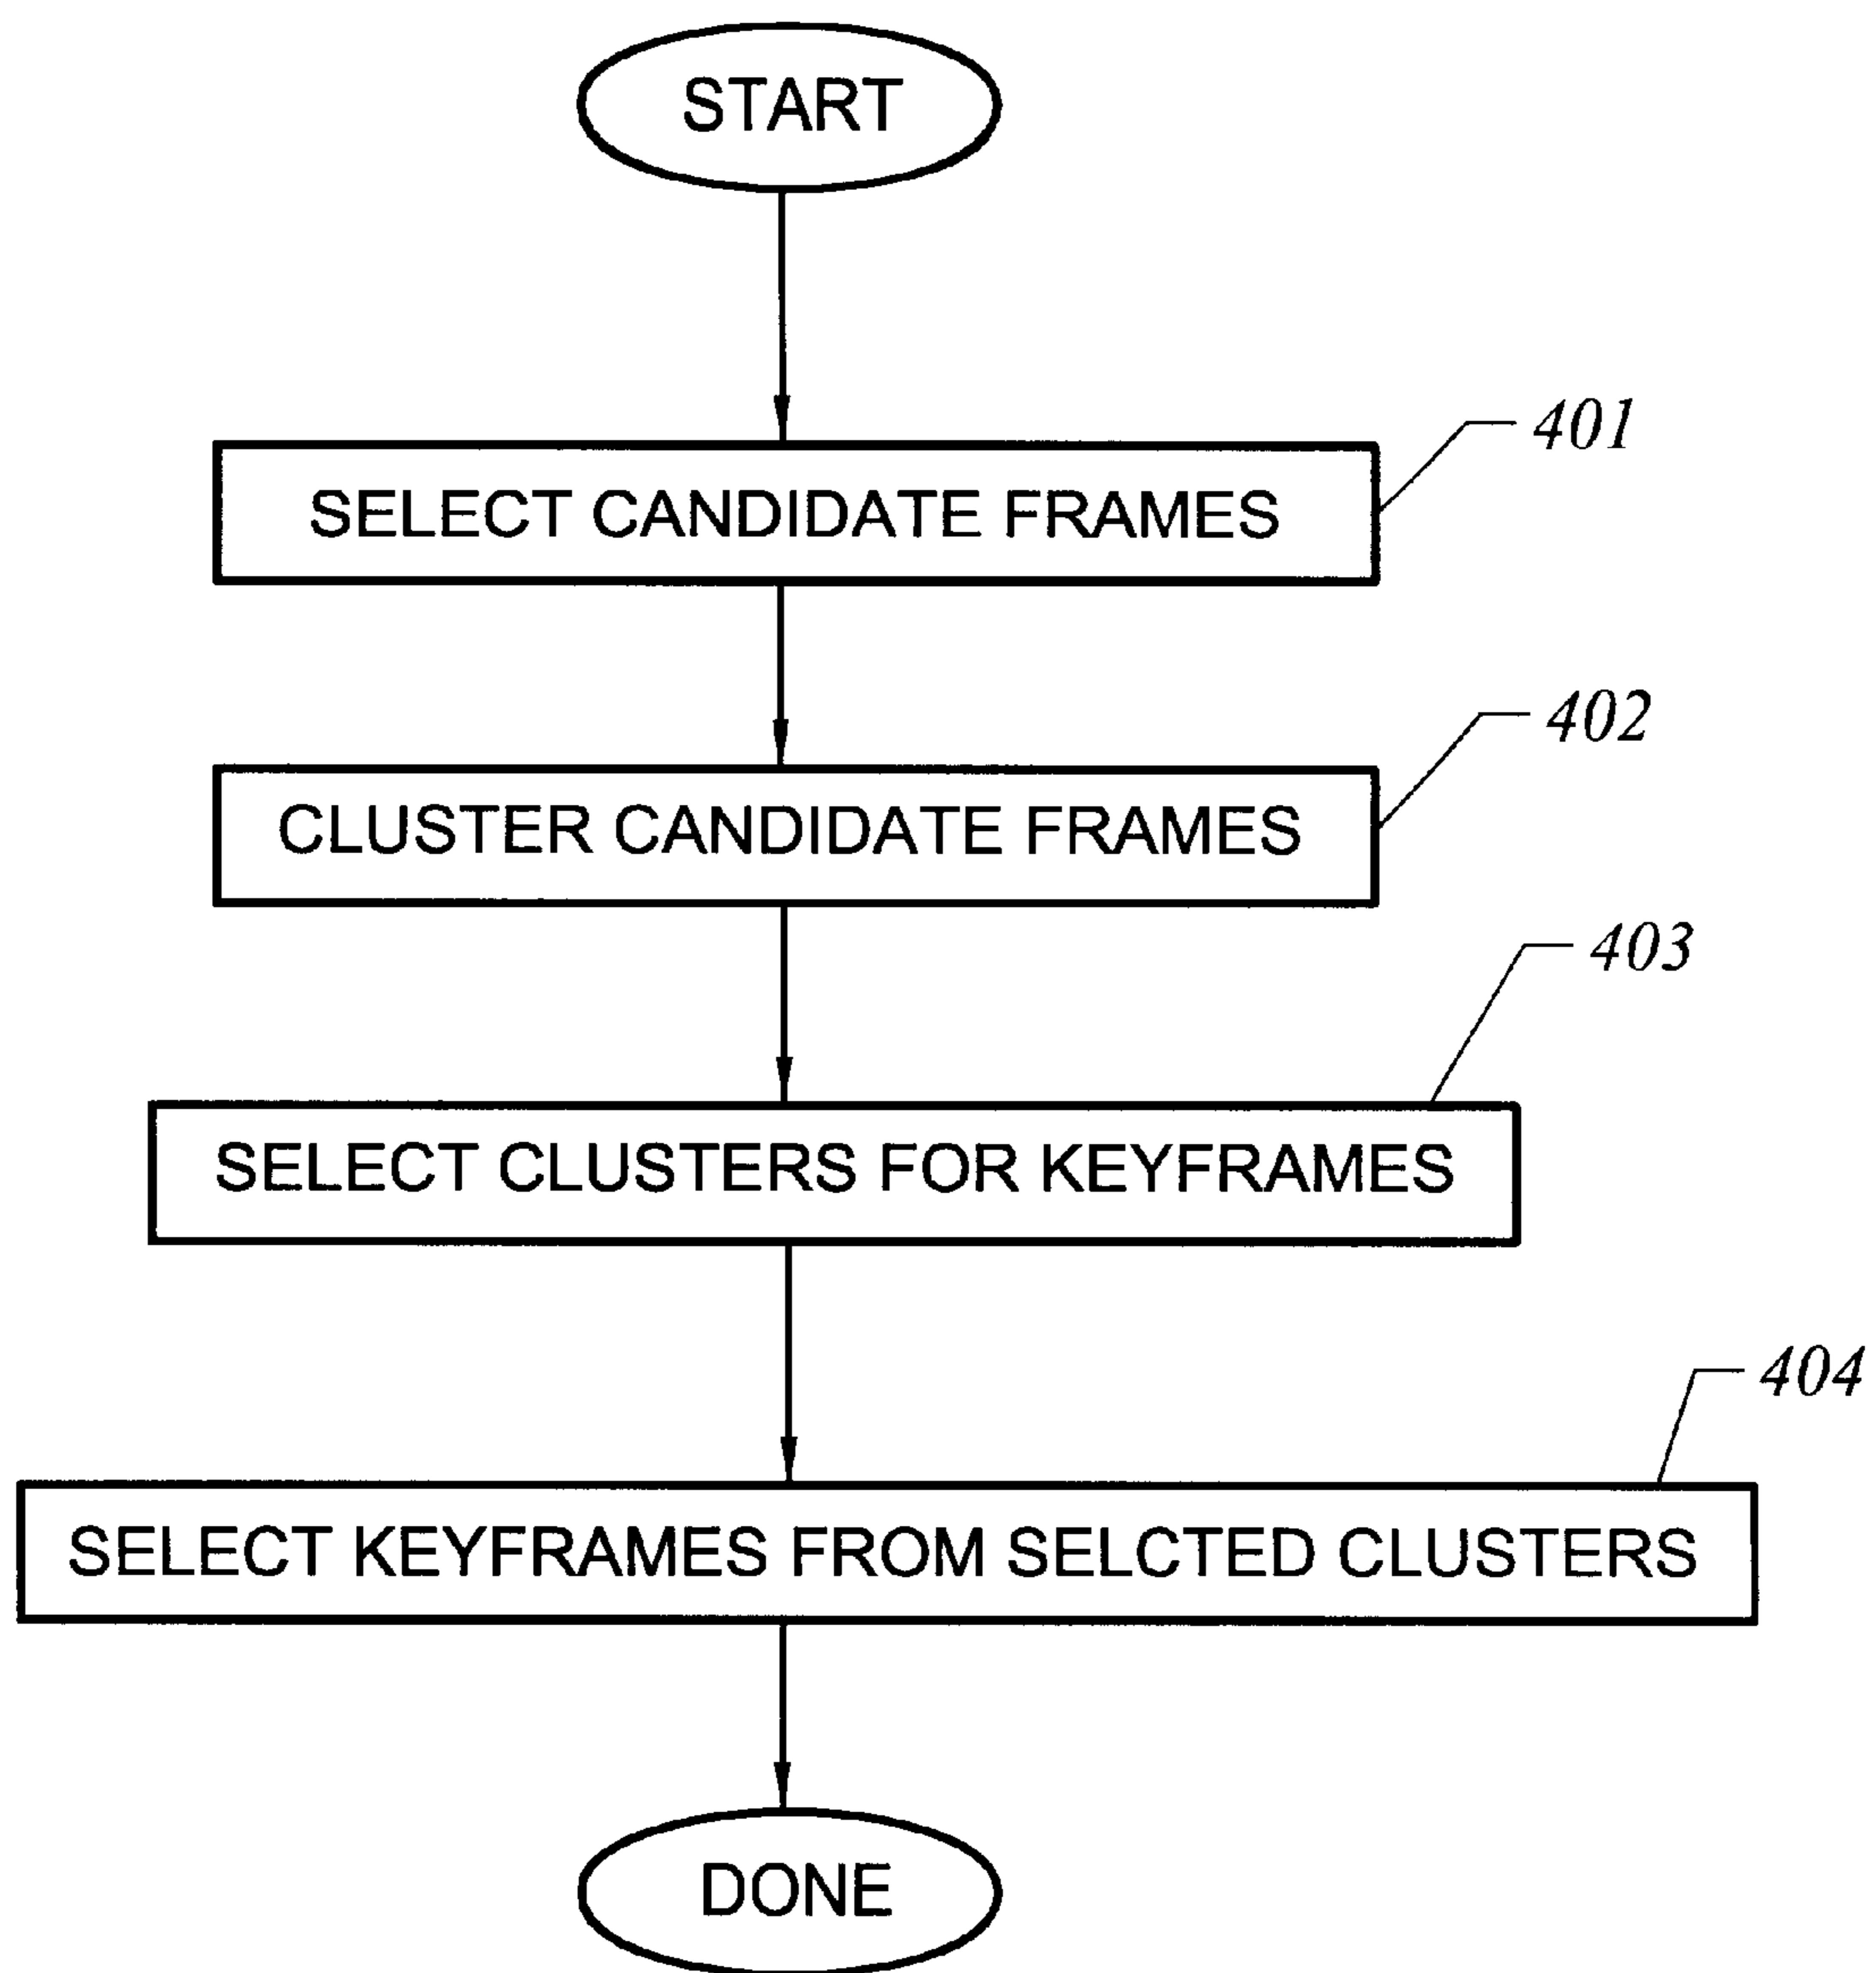 START
401
SELECT CANDIDATE FRAMES
402
CLUSTER CANDIDATE FRAMES
403
SELECT CLUSTERS FOR KEYFRAMES
404
SELECT KEYFRAMES FROM SELCTED CLUSTERS
DONE